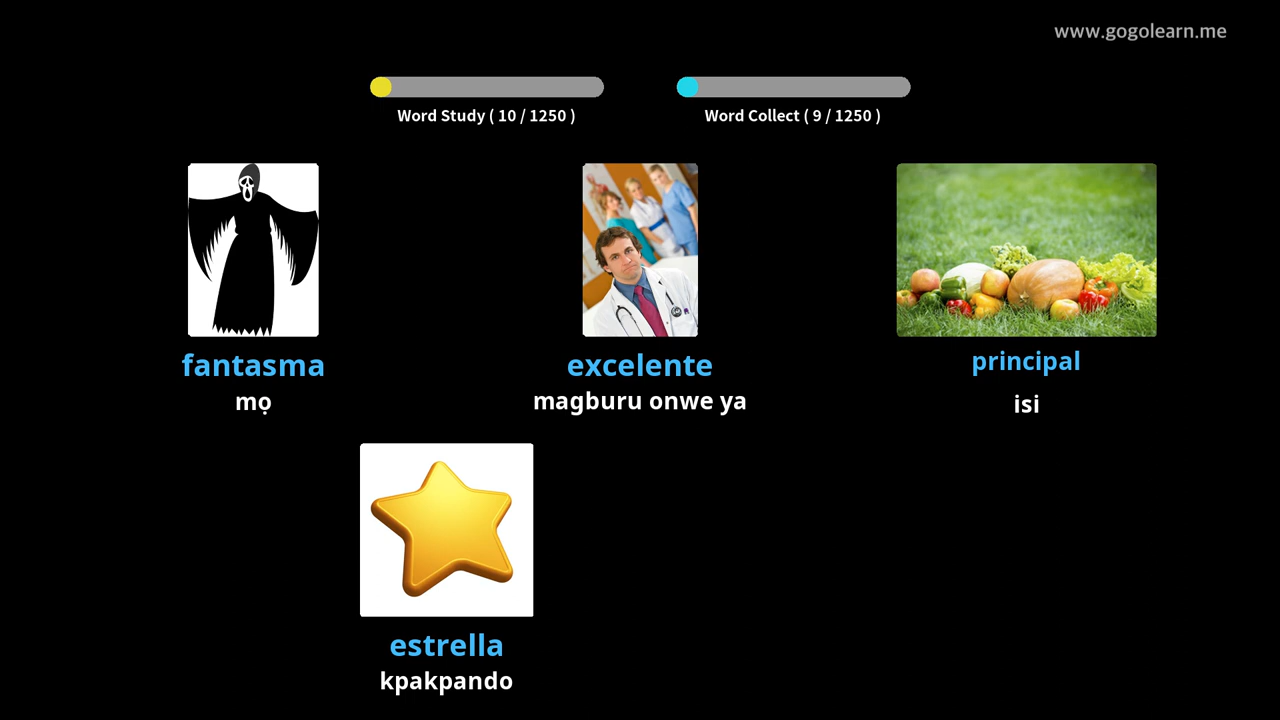 www.gogolearn.me
Word Study ( 10 / 1250 )
Word Collect ( 9 / 1250 )
fantasma
mọ
excelente
magburu onwe ya
principal
isi
estrella
kpakpando